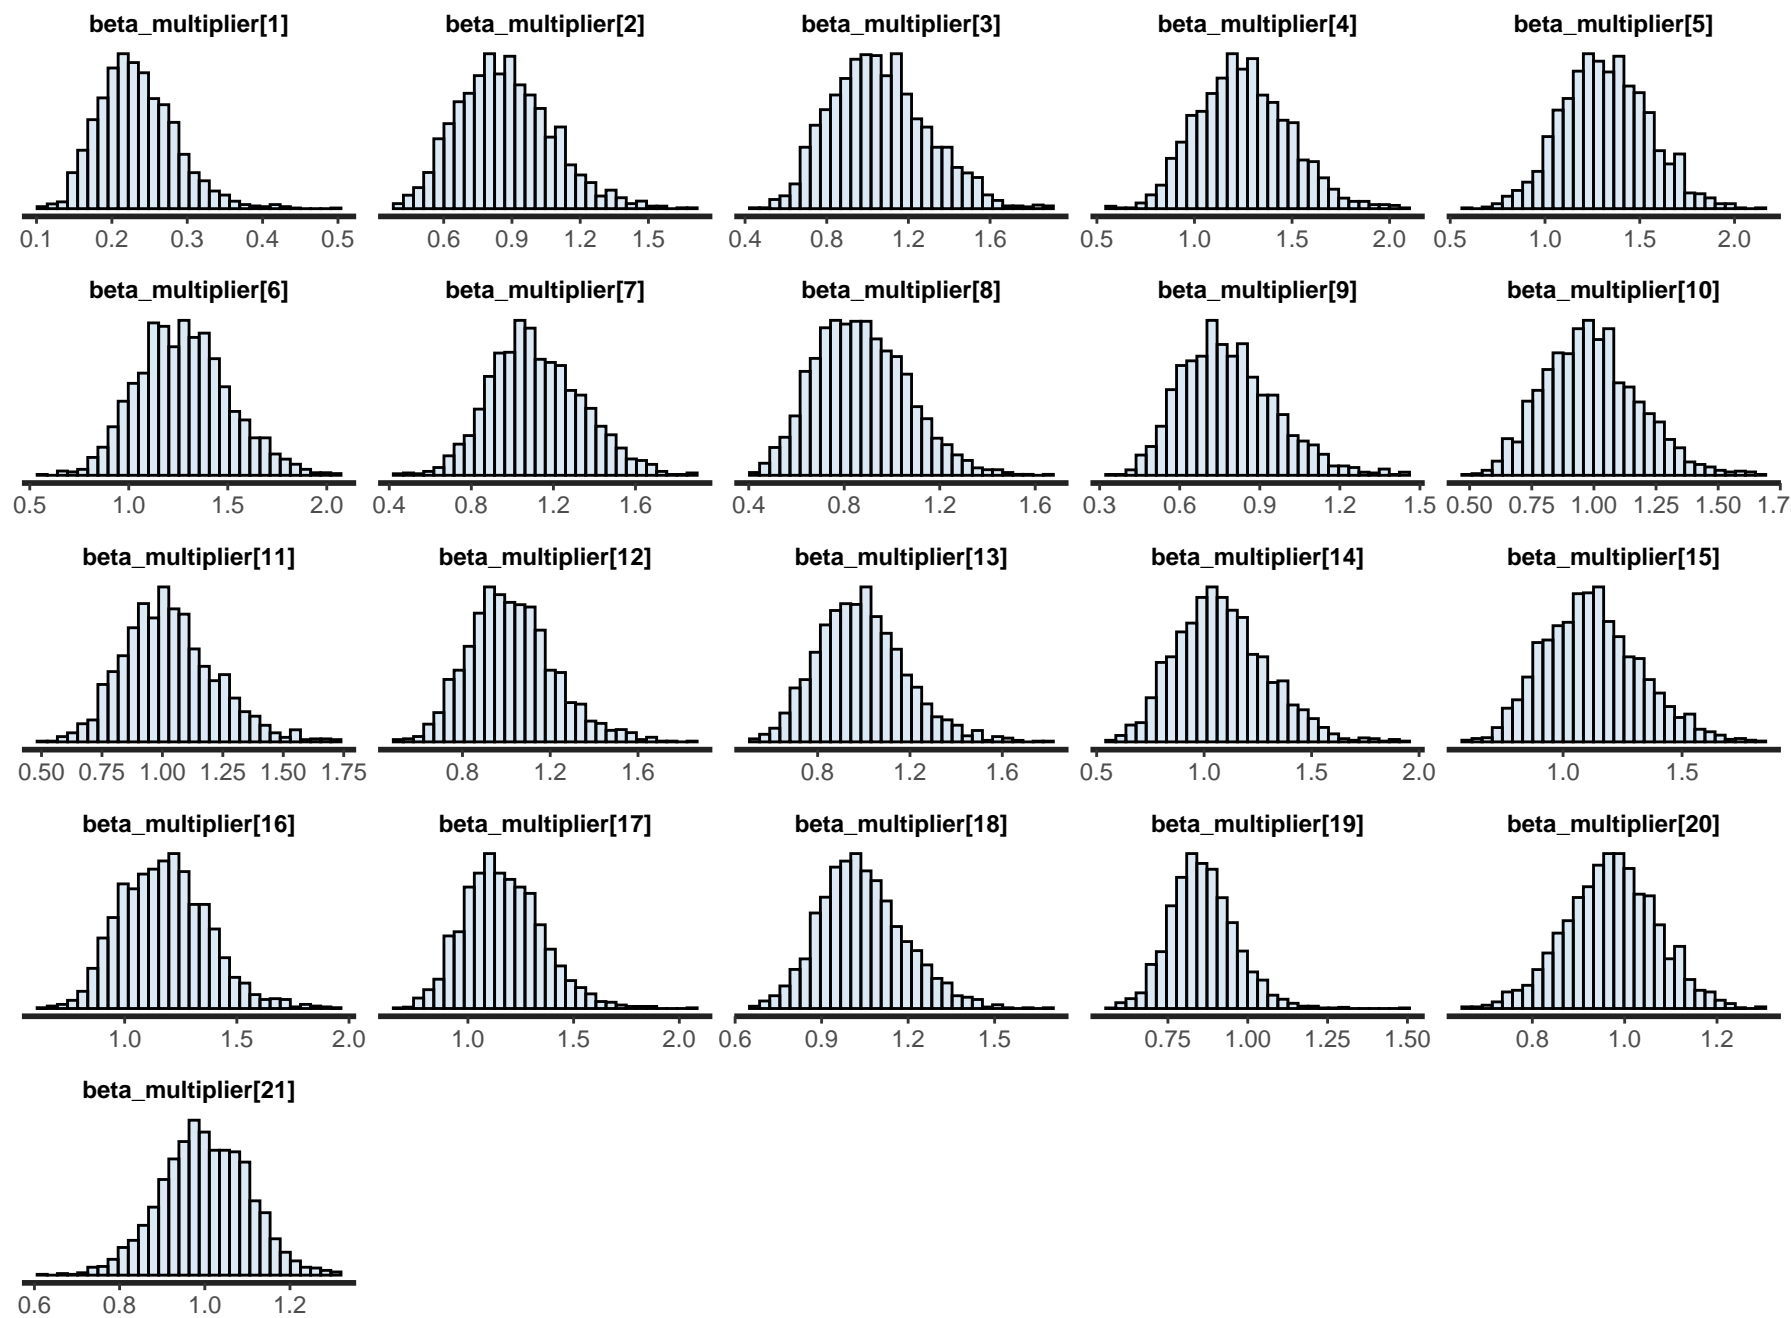 beta_multiplier[1] beta_multiplier[2] beta_multiplier[3] beta_multiplier[4] beta_multiplier[5]
0.1 0.2 0.3 0.4 0.5 0.6 0.9 1.2 1.5 0.4 0.8 1.2 1.6 0.5 1.0 1.5 2.0 0.5 1.0 1.5 2.0
beta_multiplier[6] beta_multiplier[7] beta_multiplier[8] beta_multiplier[9] beta_multiplier[10]
0.5 1.0 1.5 2.0 0.4 0.8 1.2 1.6 0.4 0.8 1.2 1.6 0.3 0.6 0.9 1.2 1.5 0.50 0.75 1.00 1.25 1.50 1.7
beta_multiplier[11] beta_multiplier[12] beta_multiplier[13] beta_multiplier[14] beta_multiplier[15]
0.50 0.75 1.00 1.25 1.50 1.75 0.8 1.2 1.6 0.8 1.2 1.6 0.5 1.0 1.5 2.0 1.0 1.5
beta_multiplier[16] beta_multiplier[17] beta_multiplier[18] beta_multiplier[19] beta_multiplier[20]
1.0 1.5 2.0 1.0 1.5 2.0 0.6 0.9 1.2 1.5 0.75 1.00 1.25 1.50 0.8 1.0 1.2
beta_multiplier[21]
0.6 0.8 1.0 1.2